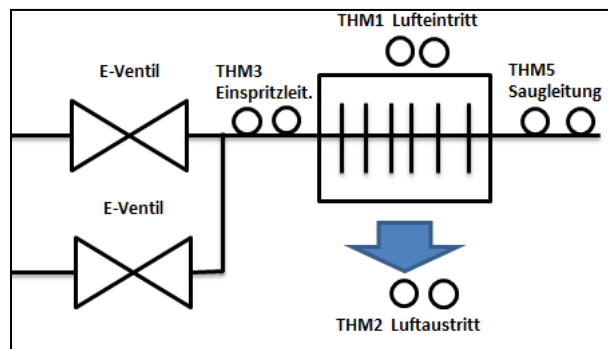 THM1 Lufteintritt
E-Ventil
THM3
Einspritzleit.
THM5
Saugleitung
E-Ventil
THM2 Luftaustritt